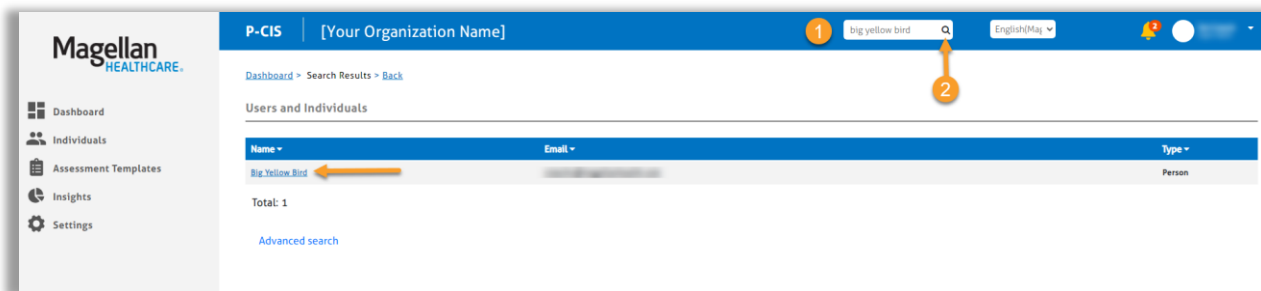 Magellan
HEALTHCARE.
P-CIS [Your Organization Name] 1 big yellow bird English(Maç 2
2
Dashboard > Search Results > Back
Users and Individuals
Dashboard
Individuals
Assessment Templates
Insights
Settings
Name Email Type
Big Yellow Bird Person
Total: 1
Advanced search